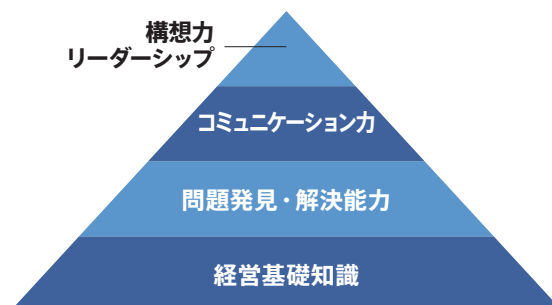 構想力
リーダーシップ
コミュニケーション力
問題発見・解決能力
経営基礎知識